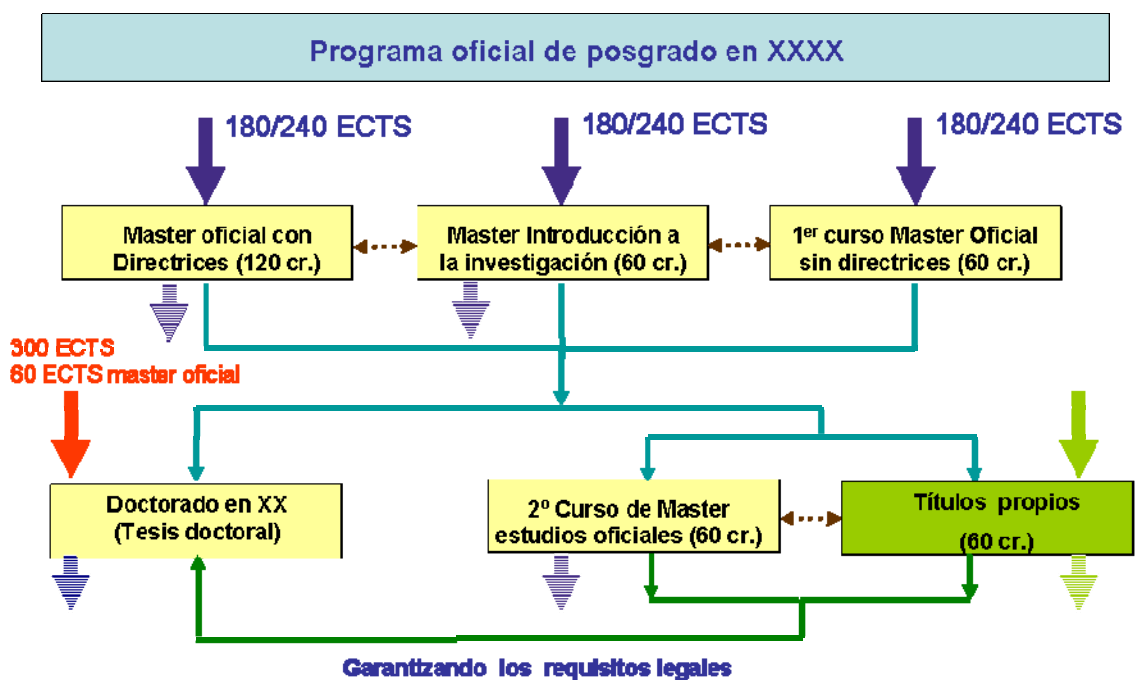 Programa oficial de posgrado en XXXX
180/240 ECTS
180/240 ECTS
180/240 ECTS
Master oficial con
Directrices (120 cr.)
Master Introducción a
la investigación (60 cr.)
1er curso Master Oficial
sin directrices (60 cr.)
300 ECTS
60 ECTS master oficial
Doctorado en XX
(Tesis doctoral)
2º Curso de Master
estudios oficiales (60 cr.)
Títulos propios
(60 cr.)
Garantizando los requisitos legales